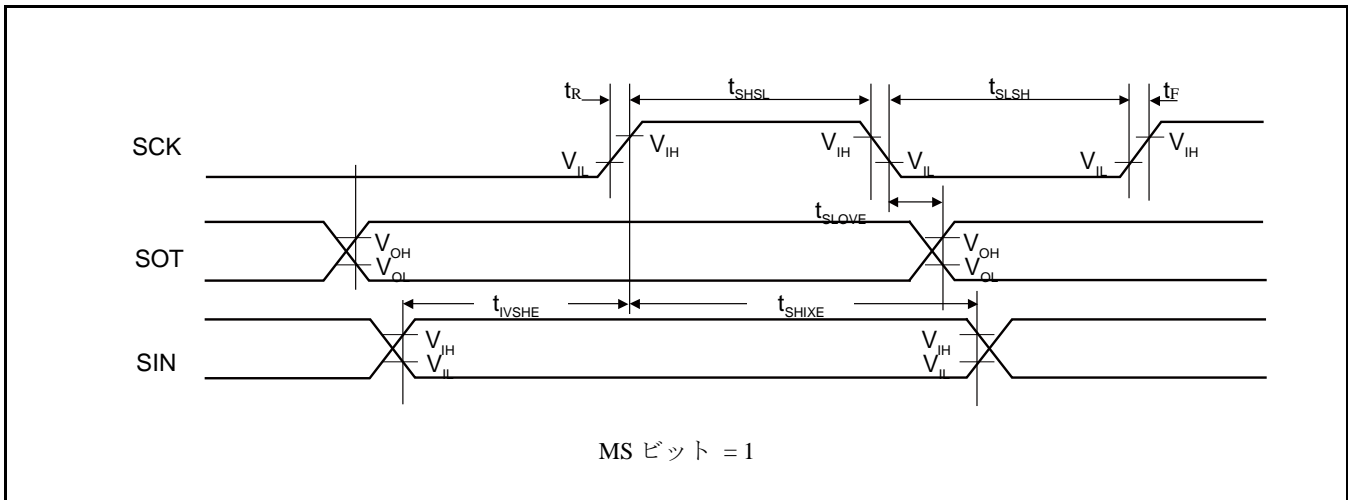 tR tSHSL tSLSH tF
SCK VIL VIH VIH VIL VIL VIH
tSLOVE
SOT VOH VOL VOH VOL
tIVSHE tSHIXE
SIN VIH VIL VIH VIL
MS ビット = 1